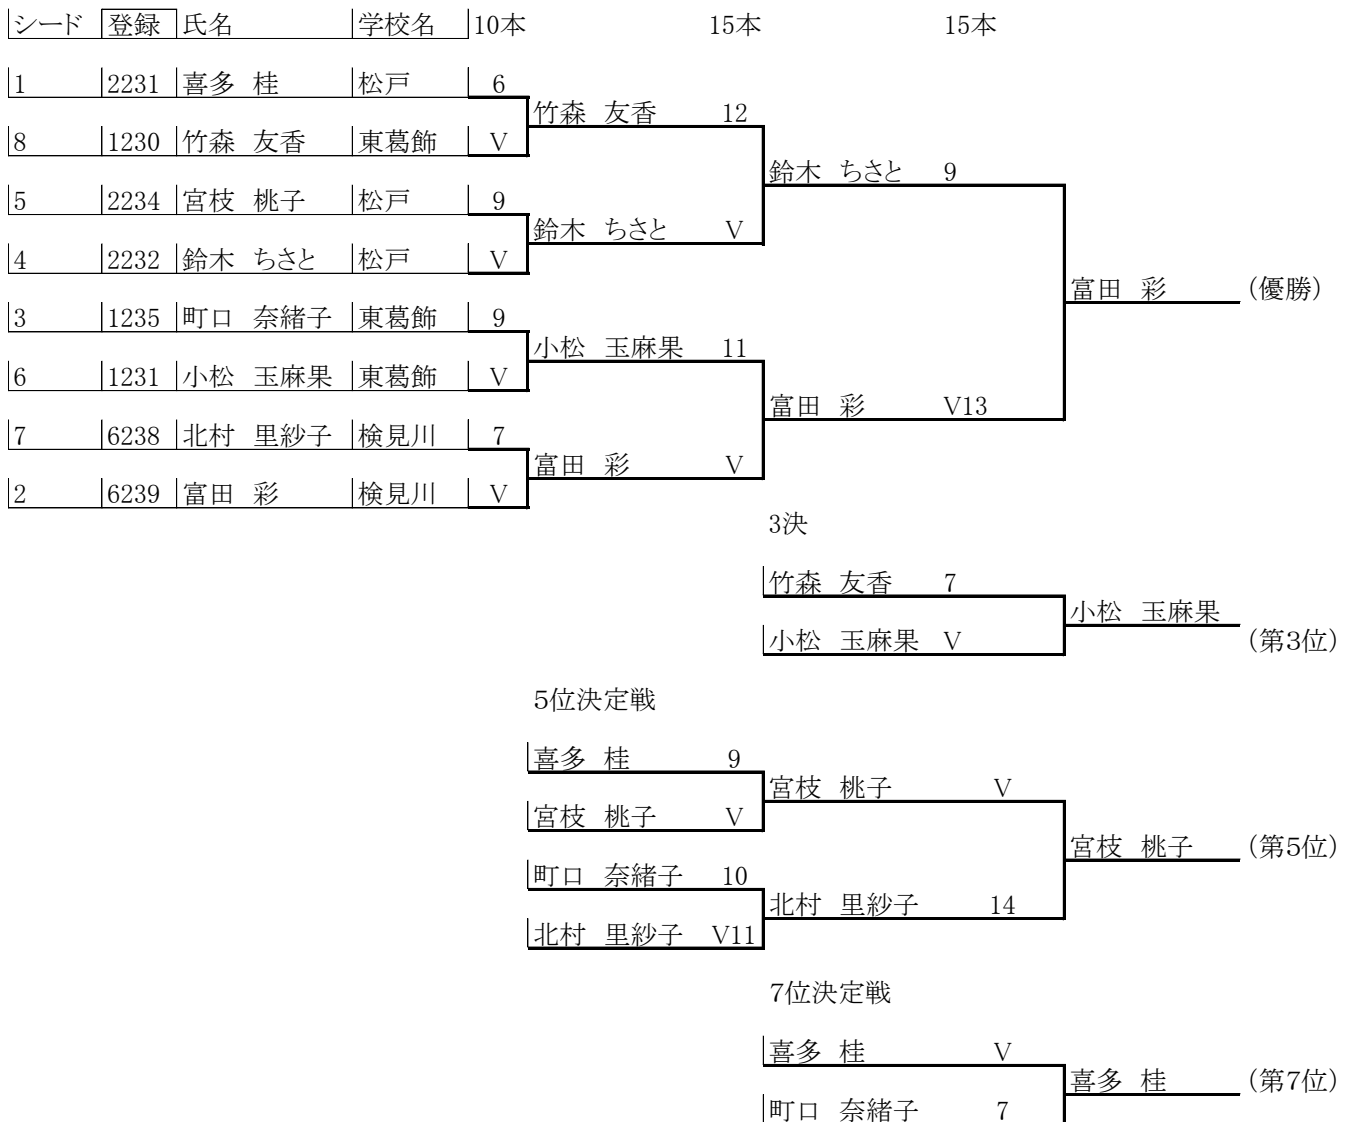 シード 登録 氏名 学校名 10本 15本 15本
1 2231 喜多 桂 松戸 6
竹森 友香 12
8 1230 竹森 友香 東葛飾 V
鈴木 ちさと 9
5 2234 宮枝 桃子 松戸 9
鈴木 ちさと V
4 2232 鈴木 ちさと 松戸 V
富田 彩 (優勝)
3 1235 町口 奈緒子 東葛飾 9
小松 玉麻果 11
6 1231 小松 玉麻果 東葛飾 V
富田 彩 V13
7 6238 北村 里紗子 検見川 7
富田 彩 V
2 6239 富田 彩 検見川 V
3決
竹森 友香 7
小松 玉麻果
小松 玉麻果 V (第3位)
5位決定戦
喜多 桂 9
宮枝 桃子 V
宮枝 桃子 V
宮枝 桃子 (第5位)
町口 奈緒子 10
北村 里紗子 14
北村 里紗子 V11
7位決定戦
喜多 桂 V
喜多 桂 (第7位)
町口 奈緒子 7